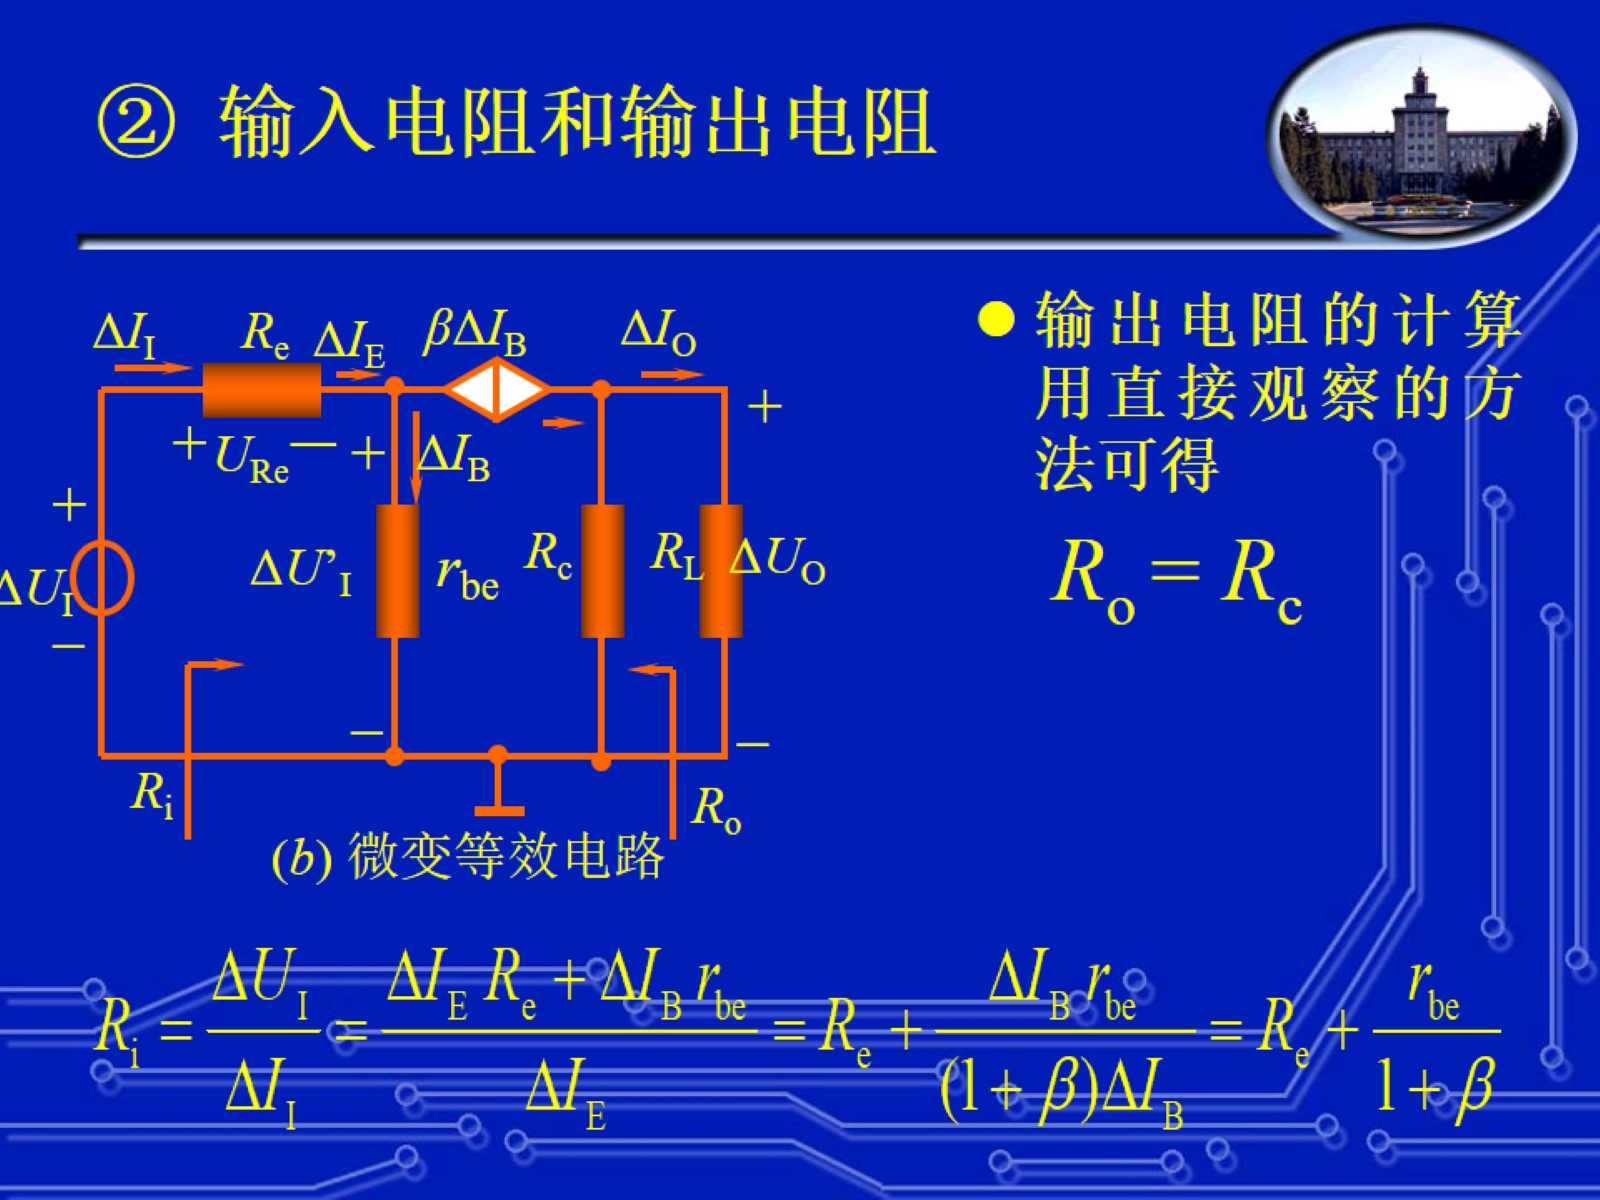 ② 输入电阻和输出电阻
ΔI_I R_e ΔI_E βΔI_B ΔI_O
+ U_Re — + ΔI_B +
+
ΔU_I ΔU'_I r_be R_c R_L ΔU_O
−
− −
R_i R_o
(b) 微变等效电路
● 输出电阻的计算
用直接观察的方
法可得
R_o = R_c
R_i = ΔU_I / ΔI_I = (ΔI_E R_e + ΔI_B r_be) / ΔI_E = R_e + ΔI_B r_be / ((1 + β)ΔI_B) = R_e + r_be / (1 + β)